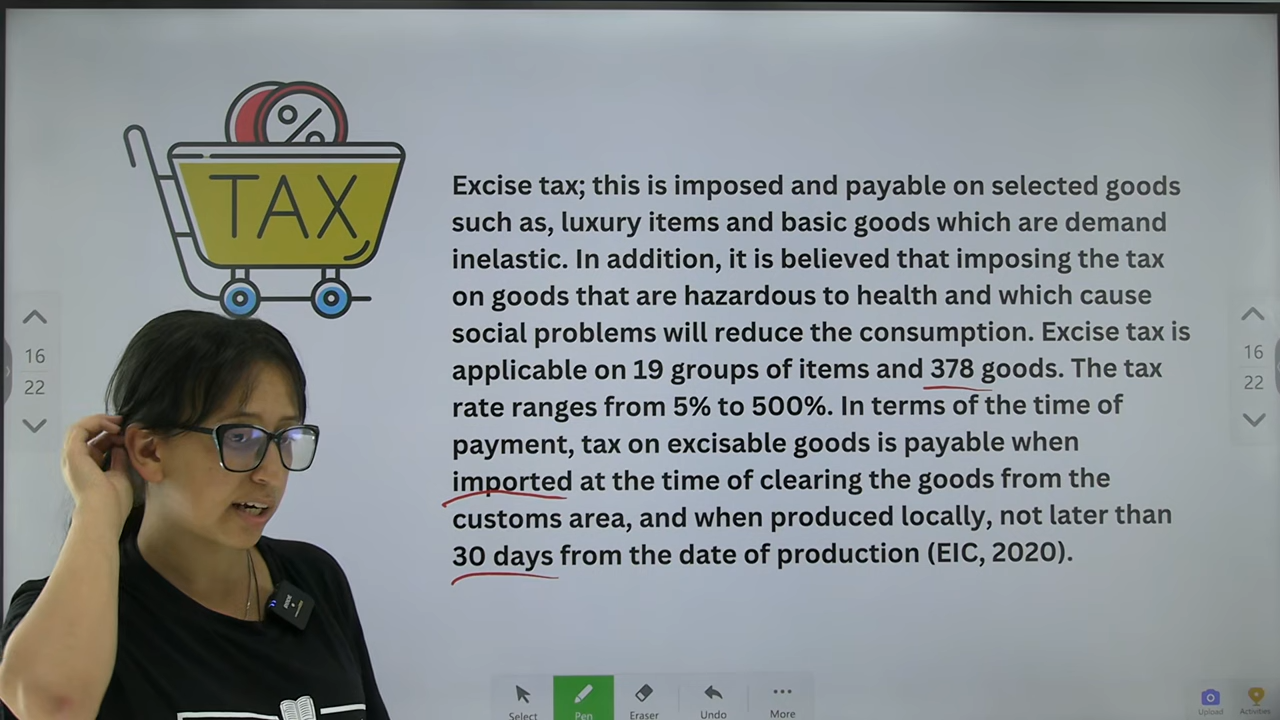 TAX
%
Excise tax; this is imposed and payable on selected goods
such as, luxury items and basic goods which are demand
inelastic. In addition, it is believed that imposing the tax
on goods that are hazardous to health and which cause
social problems will reduce the consumption. Excise tax is
applicable on 19 groups of items and 378 goods. The tax
rate ranges from 5% to 500%. In terms of the time of
payment, tax on excisable goods is payable when
imported at the time of clearing the goods from the
customs area, and when produced locally, not later than
30 days from the date of production (EIC, 2020).
16
22
16
22
Select
Pen
Eraser
Undo
More
Upload
Activities